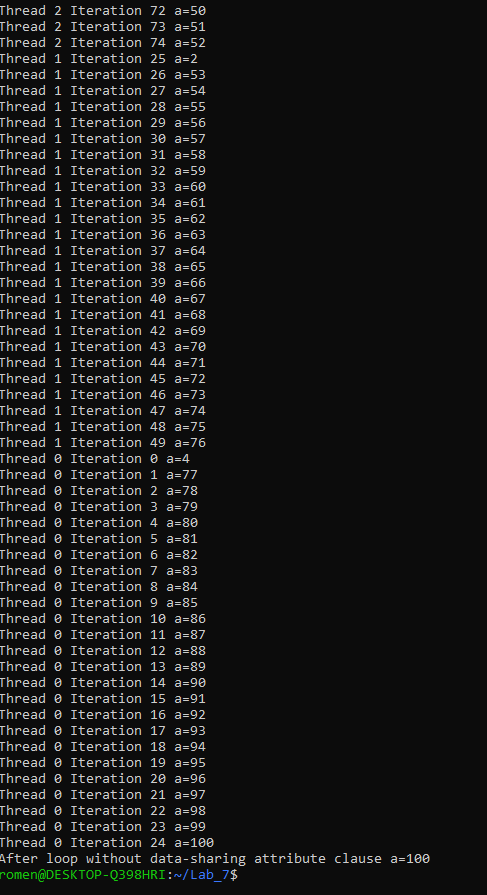 Thread 2 Iteration 72 a=50
Thread 2 Iteration 73 a=51
Thread 2 Iteration 74 a=52
Thread 1 Iteration 25 a=2
Thread 1 Iteration 26 a=53
Thread 1 Iteration 27 a=54
Thread 1 Iteration 28 a=55
Thread 1 Iteration 29 a=56
Thread 1 Iteration 30 a=57
Thread 1 Iteration 31 a=58
Thread 1 Iteration 32 a=59
Thread 1 Iteration 33 a=60
Thread 1 Iteration 34 a=61
Thread 1 Iteration 35 a=62
Thread 1 Iteration 36 a=63
Thread 1 Iteration 37 a=64
Thread 1 Iteration 38 a=65
Thread 1 Iteration 39 a=66
Thread 1 Iteration 40 a=67
Thread 1 Iteration 41 a=68
Thread 1 Iteration 42 a=69
Thread 1 Iteration 43 a=70
Thread 1 Iteration 44 a=71
Thread 1 Iteration 45 a=72
Thread 1 Iteration 46 a=73
Thread 1 Iteration 47 a=74
Thread 1 Iteration 48 a=75
Thread 1 Iteration 49 a=76
Thread 0 Iteration 0 a=4
Thread 0 Iteration 1 a=77
Thread 0 Iteration 2 a=78
Thread 0 Iteration 3 a=79
Thread 0 Iteration 4 a=80
Thread 0 Iteration 5 a=81
Thread 0 Iteration 6 a=82
Thread 0 Iteration 7 a=83
Thread 0 Iteration 8 a=84
Thread 0 Iteration 9 a=85
Thread 0 Iteration 10 a=86
Thread 0 Iteration 11 a=87
Thread 0 Iteration 12 a=88
Thread 0 Iteration 13 a=89
Thread 0 Iteration 14 a=90
Thread 0 Iteration 15 a=91
Thread 0 Iteration 16 a=92
Thread 0 Iteration 17 a=93
Thread 0 Iteration 18 a=94
Thread 0 Iteration 19 a=95
Thread 0 Iteration 20 a=96
Thread 0 Iteration 21 a=97
Thread 0 Iteration 22 a=98
Thread 0 Iteration 23 a=99
Thread 0 Iteration 24 a=100
After loop without data-sharing attribute clause a=100
romen@DESKTOP-Q398HRI:~/Lab_7$